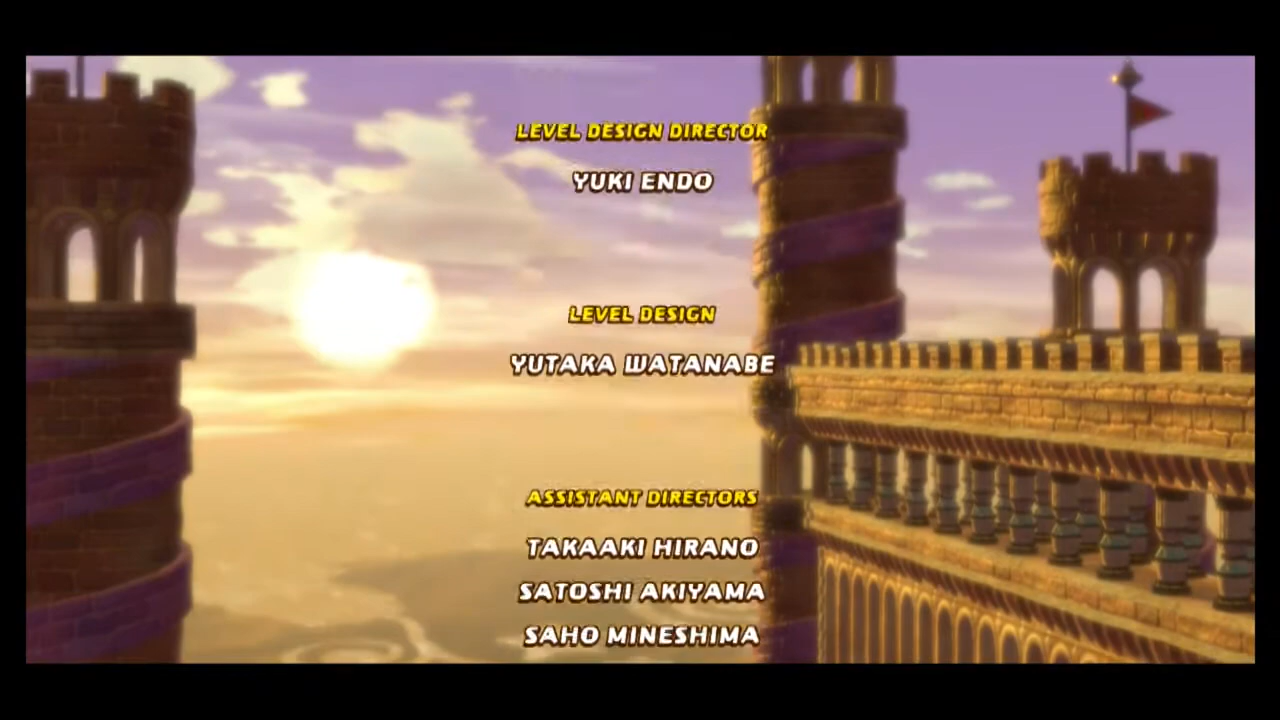 LEVEL DESIGN DIRECTOR
YUKI ENDO
LEVEL DESIGN
YUTAKA WATANABE
ASSISTANT DIRECTORS
TAKAAKI HIRANO
SATOSHI AKIYAMA
SAHO MINESHIMA